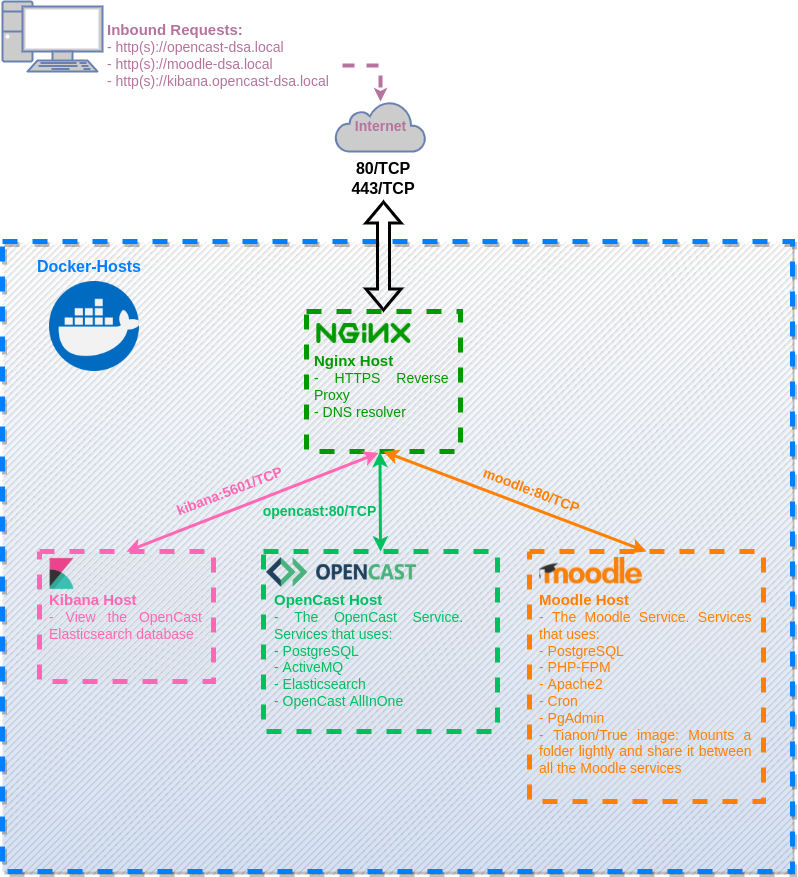 Inbound Requests:
- http(s)://opencast-dsa.local
- http(s)://moodle-dsa.local
- http(s)://kibana.opencast-dsa.local
Internet
80/TCP
443/TCP
Docker-Hosts
NGINX
Nginx Host
- HTTPS Reverse
Proxy
- DNS resolver
kibana:5601/TCP
opencast:80/TCP
moodle:80/TCP
Kibana Host
- View the OpenCast
Elasticsearch database
OPENCAST
OpenCast Host
- The OpenCast Service.
Services that uses:
- PostgreSQL
- ActiveMQ
- Elasticsearch
- OpenCast AllInOne
moodle
Moodle Host
- The Moodle Service. Services
that uses:
- PostgreSQL
- PHP-FPM
- Apache2
- Cron
- PgAdmin
- Tianon/True image: Mounts a
folder lightly and share it between
all the Moodle services